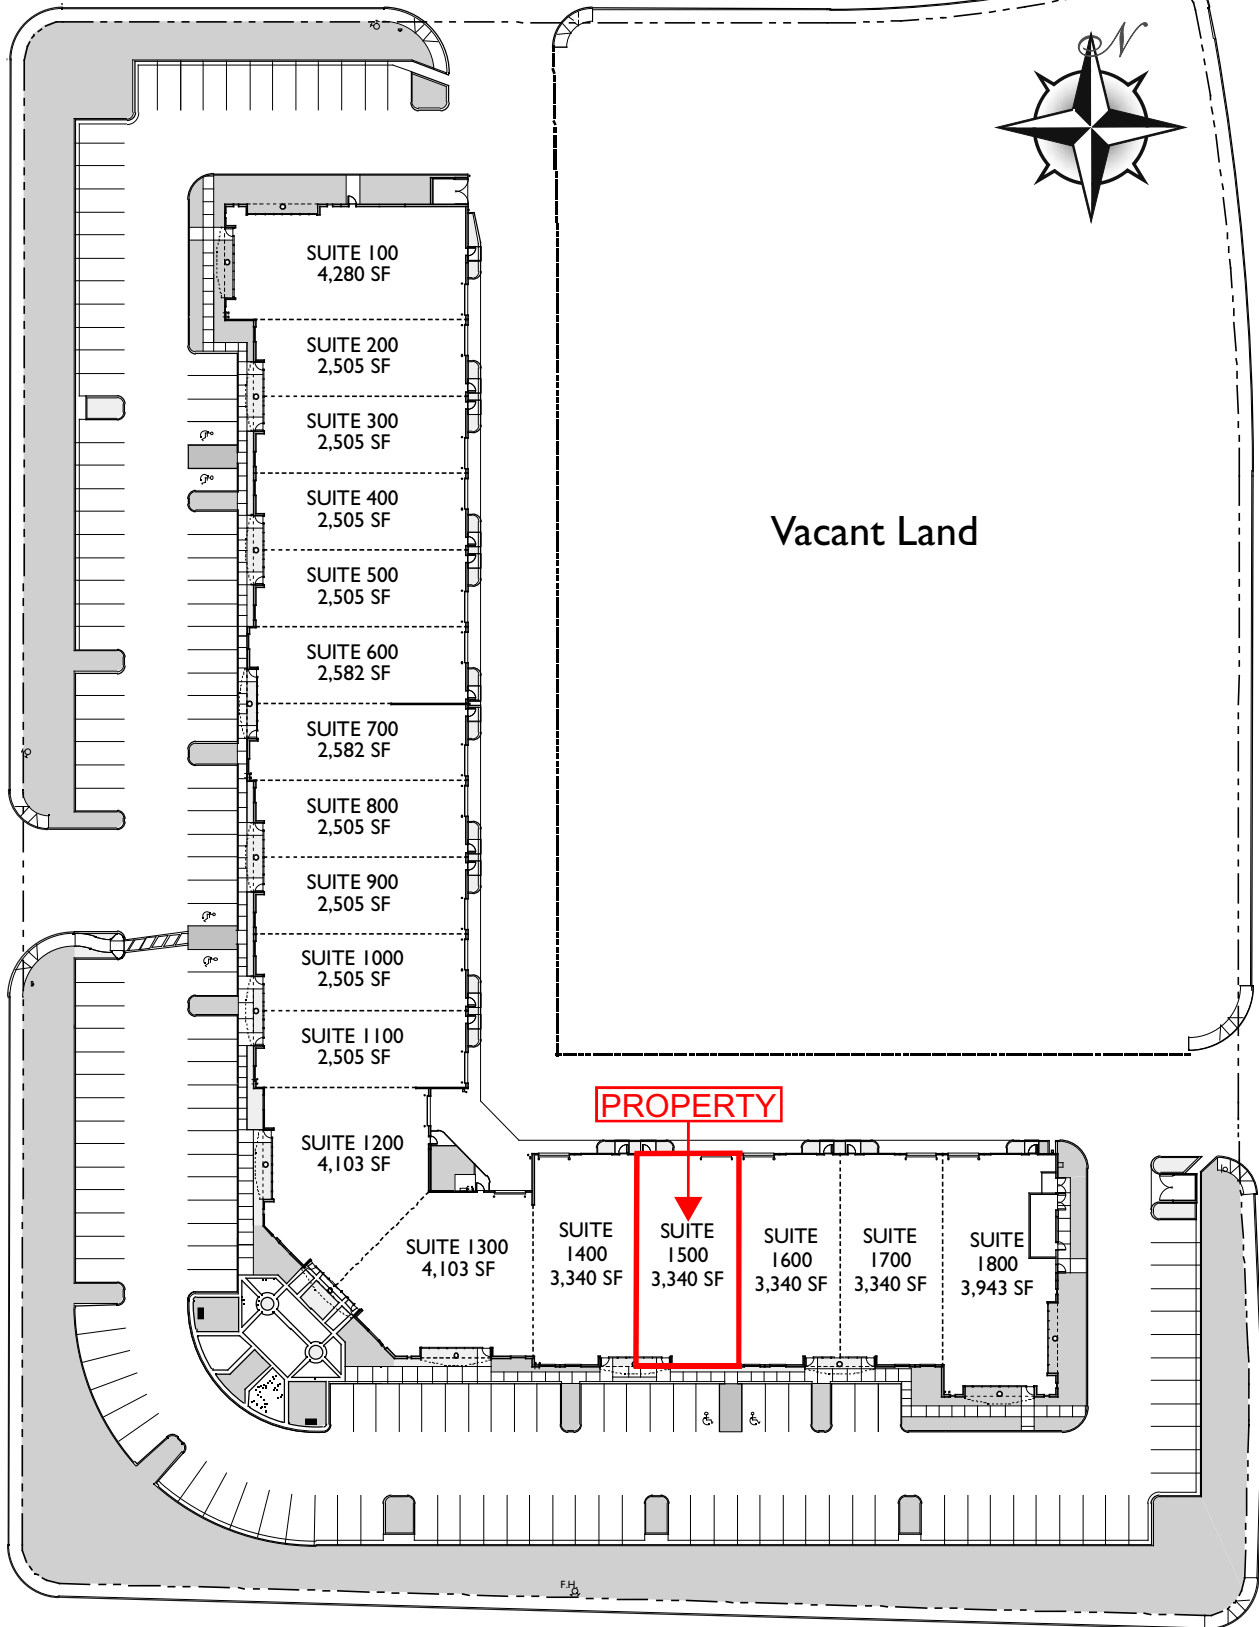 N
SUITE 100
4,280 SF
SUITE 200
2,505 SF
SUITE 300
2,505 SF
SUITE 400
2,505 SF
Vacant Land
SUITE 500
2,505 SF
SUITE 600
2,582 SF
SUITE 700
2,582 SF
SUITE 800
2,505 SF
SUITE 900
2,505 SF
SUITE 1000
2,505 SF
SUITE 1100
2,505 SF
PROPERTY
SUITE 1200
4,103 SF
SUITE 1300
4,103 SF
SUITE
1400
3,340 SF
SUITE
1500
3,340 SF
SUITE
1600
3,340 SF
SUITE
1700
3,340 SF
SUITE
1800
3,943 SF
F.H.